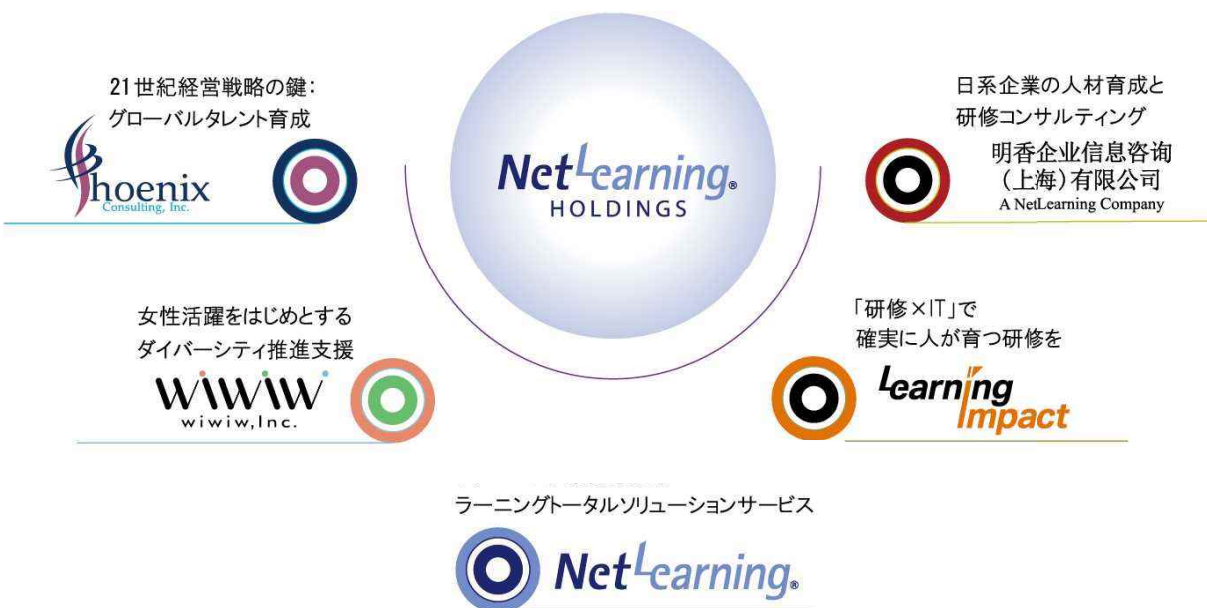 21世紀経営戦略の鍵:
グローバルタレント育成
Phoenix
Consulting, Inc.
NetLearning®
HOLDINGS
日系企業の人材育成と
研修コンサルティング
明香企业信息咨询
(上海)有限公司
A NetLearning Company
女性活躍をはじめとする
ダイバーシティ推進支援
wiwiw
wiwiw,Inc.
「研修×IT」で
確実に人が育つ研修を
Learning
Impact
ラーニングトータルソリューションサービス
NetLearning®